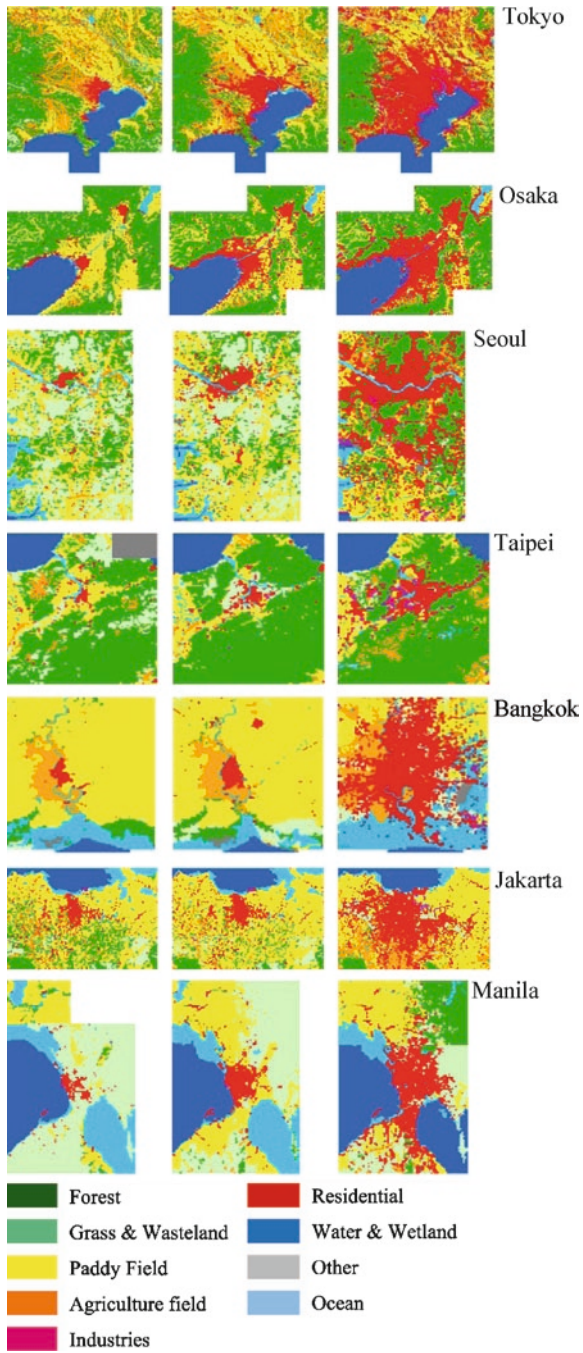 Tokyo
Osaka
Seoul
Taipei
Bangkok
Jakarta
Manila
Forest
Residential
Grass & Wasteland
Water & Wetland
Paddy Field
Other
Agriculture field
Ocean
Industries